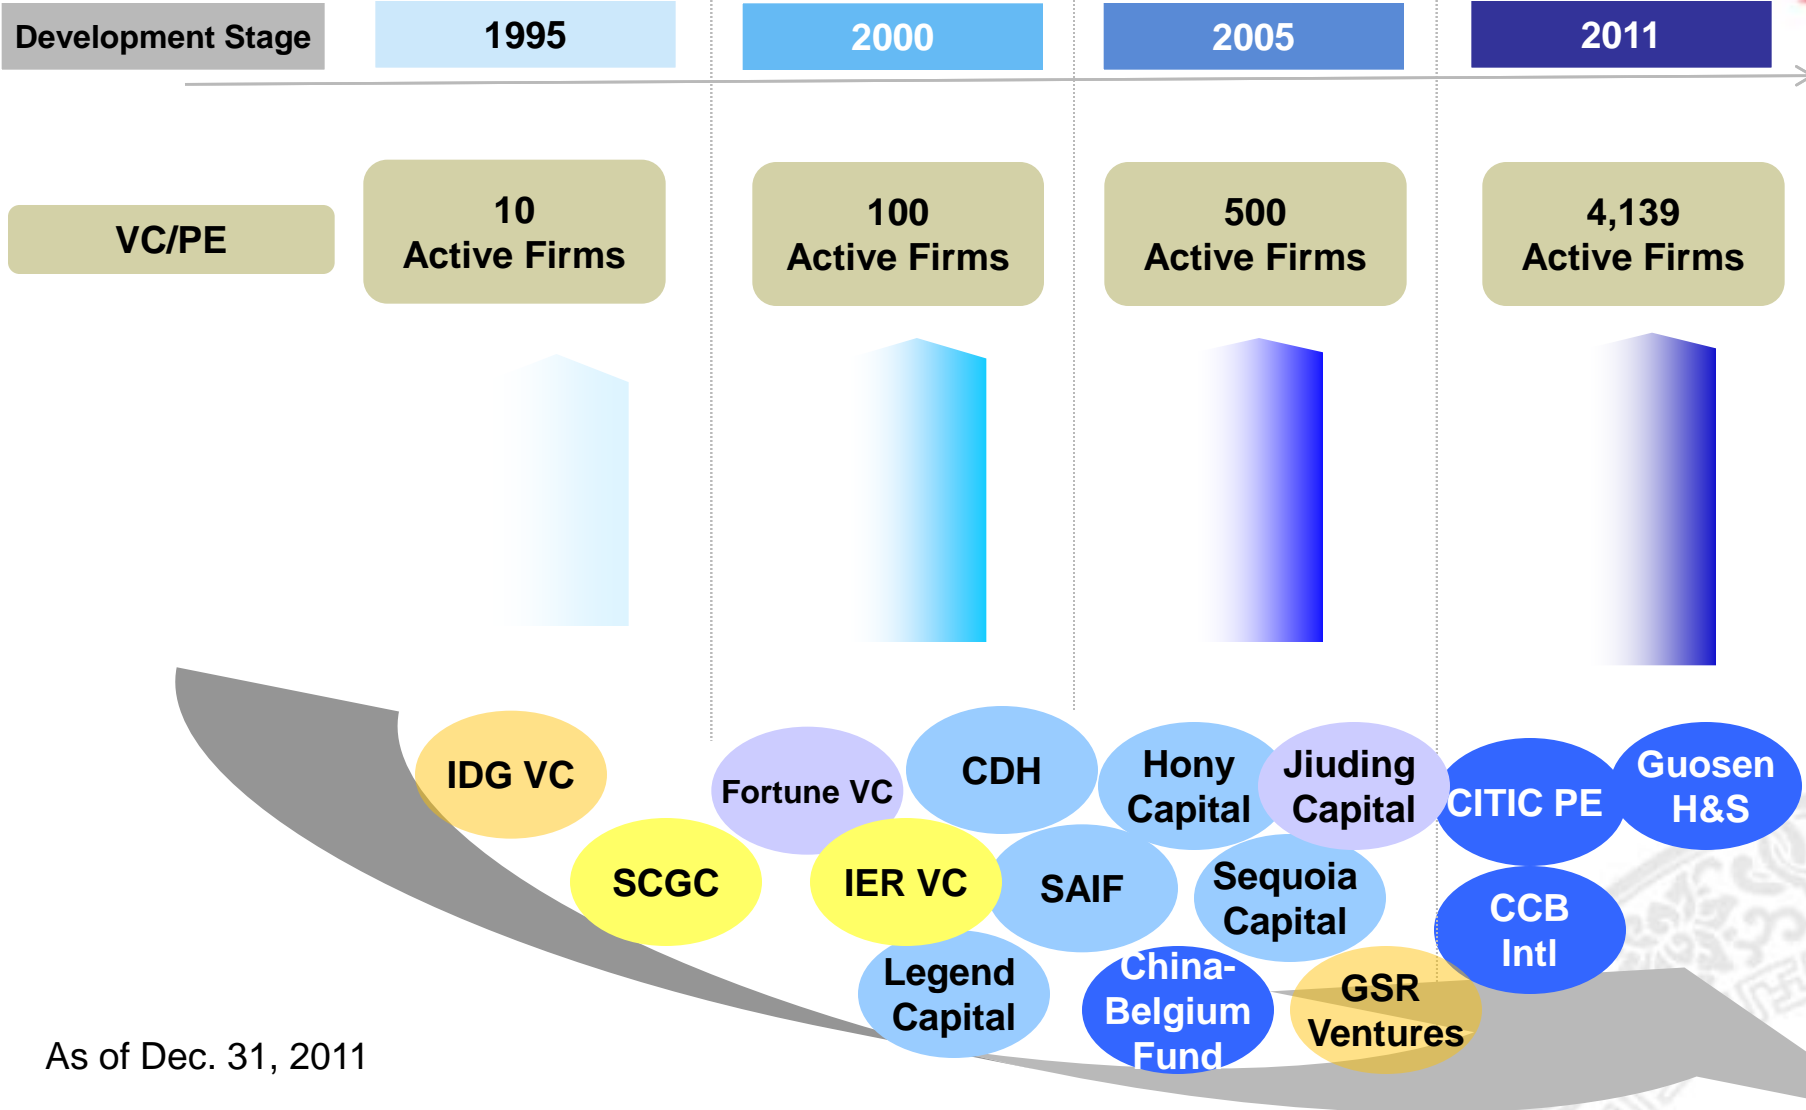 Development Stage
1995
2000
2005
2011
VC/PE
10
Active Firms
100
Active Firms
500
Active Firms
4,139
Active Firms
IDG VC
SCGC
Fortune VC
IER VC
CDH
SAIF
Legend
Capital
Hony
Capital
Jiuding
Capital
Sequoia
Capital
China-
Belgium
Fund
GSR
Ventures
CITIC PE
Guosen
H&S
CCB
Intl
As of Dec. 31, 2011